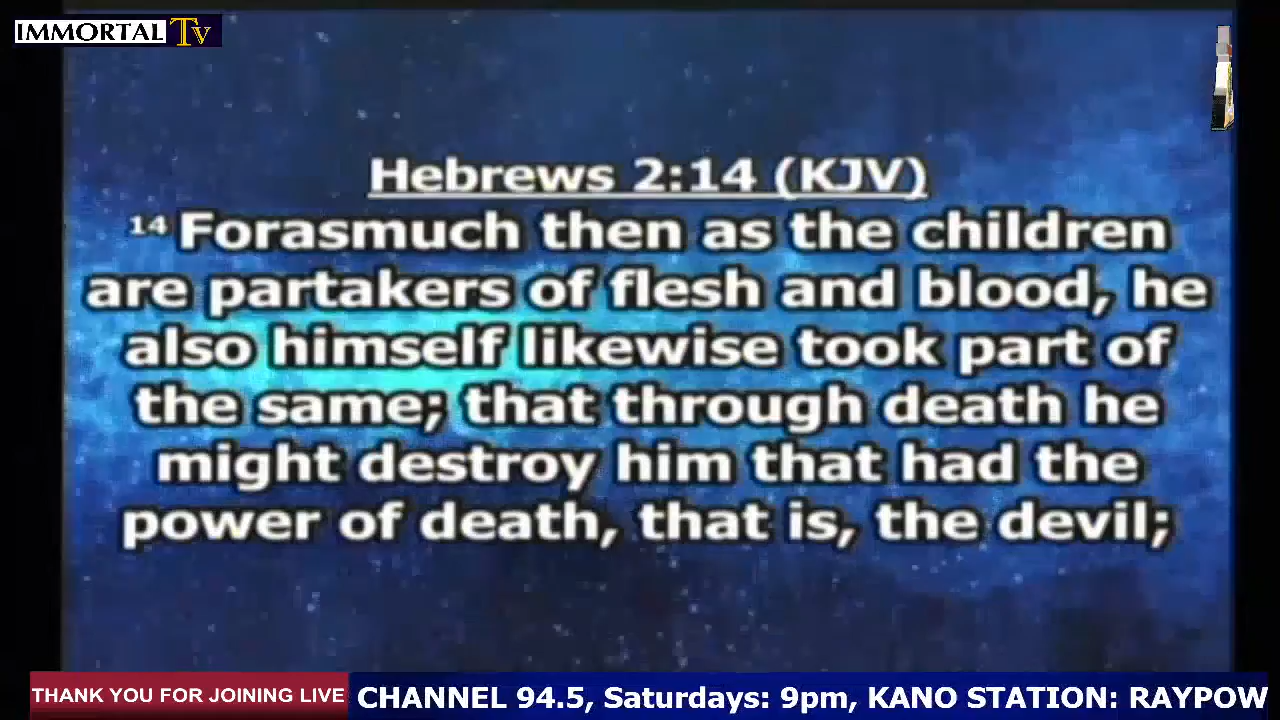 IMMORTAL Tv
Hebrews 2:14 (KJV)
14 Forasmuch then as the children
are partakers of flesh and blood, he
also himself likewise took part of
the same; that through death he
might destroy him that had the
power of death, that is, the devil;
THANK YOU FOR JOINING LIVE
CHANNEL 94.5, Saturdays: 9pm, KANO STATION: RAYPOW